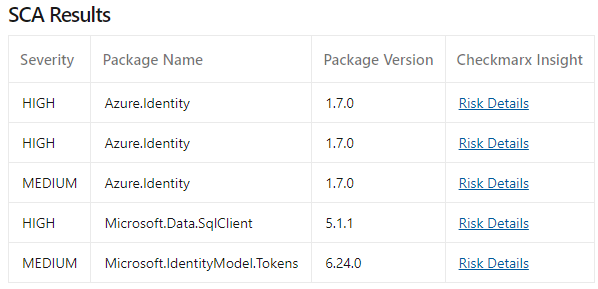 SCA Results
Severity Package Name Package Version Checkmarx Insight
HIGH Azure.Identity 1.7.0 Risk Details
HIGH Azure.Identity 1.7.0 Risk Details
MEDIUM Azure.Identity 1.7.0 Risk Details
HIGH Microsoft.Data.SqlClient 5.1.1 Risk Details
MEDIUM Microsoft.IdentityModel.Tokens 6.24.0 Risk Details